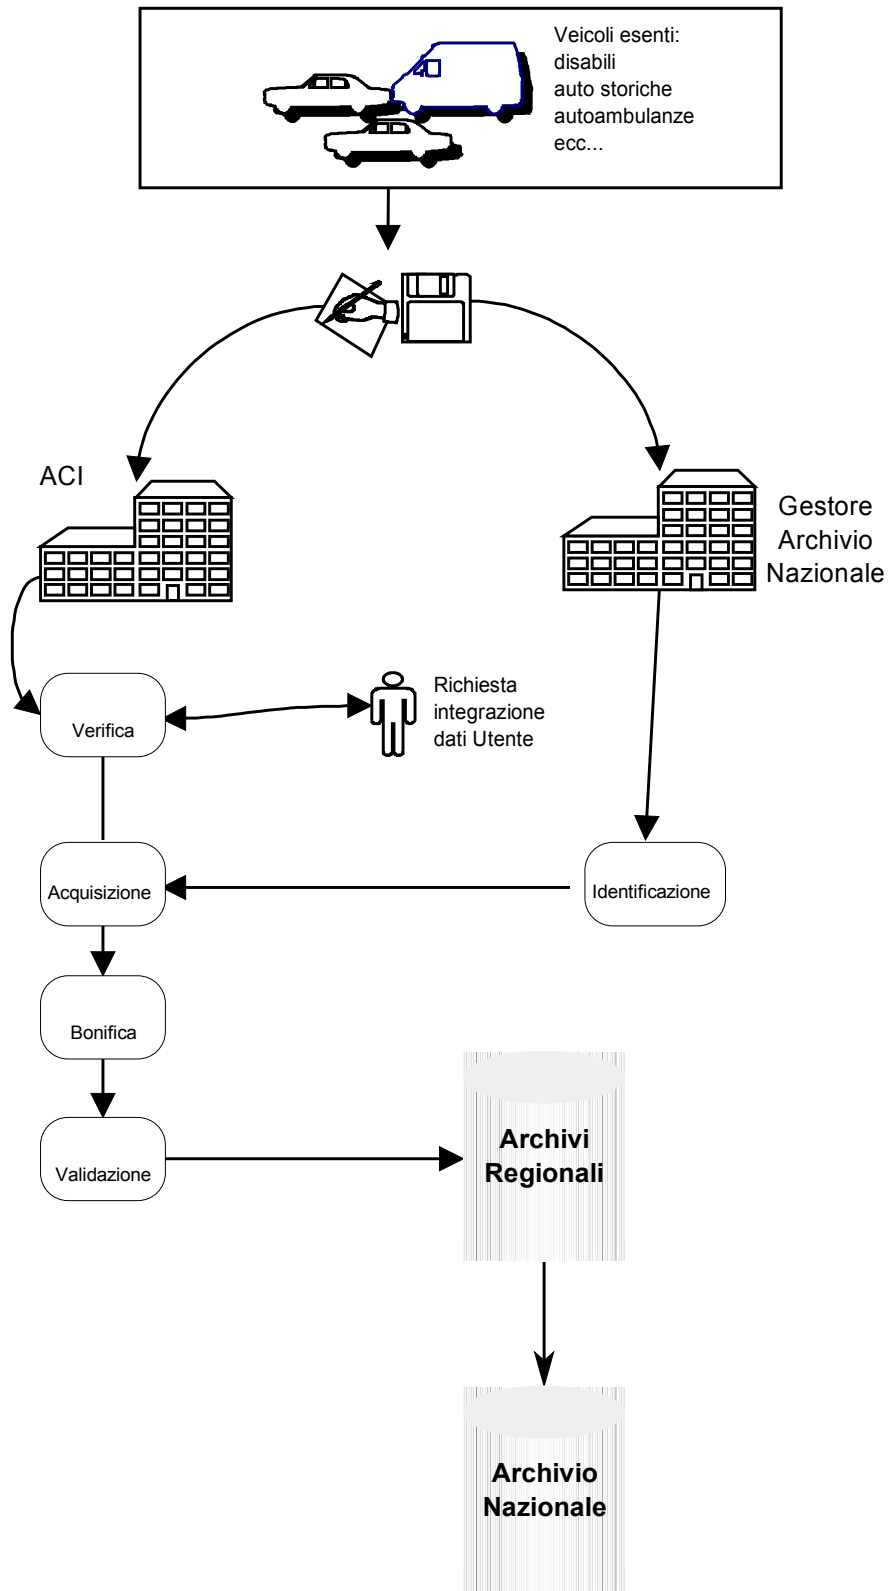 Veicoli esenti:
disabili
auto storiche
autoambulanze
ecc...
ACI
Gestore
Archivio
Nazionale
Richiesta
integrazione
dati Utente
Verifica
Acquisizione
Identificazione
Bonifica
Archivi
Regionali
Validazione
Archivio
Nazionale